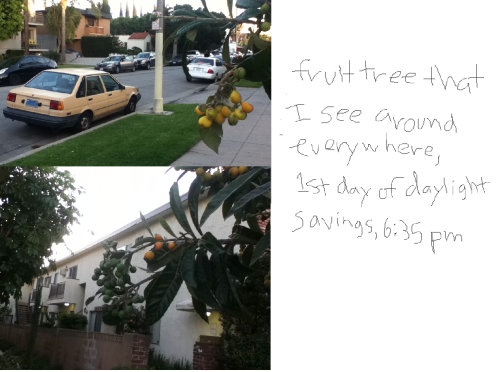 fruit tree that
I see around
everywhere,
1st day of daylight
savings, 6:35 pm